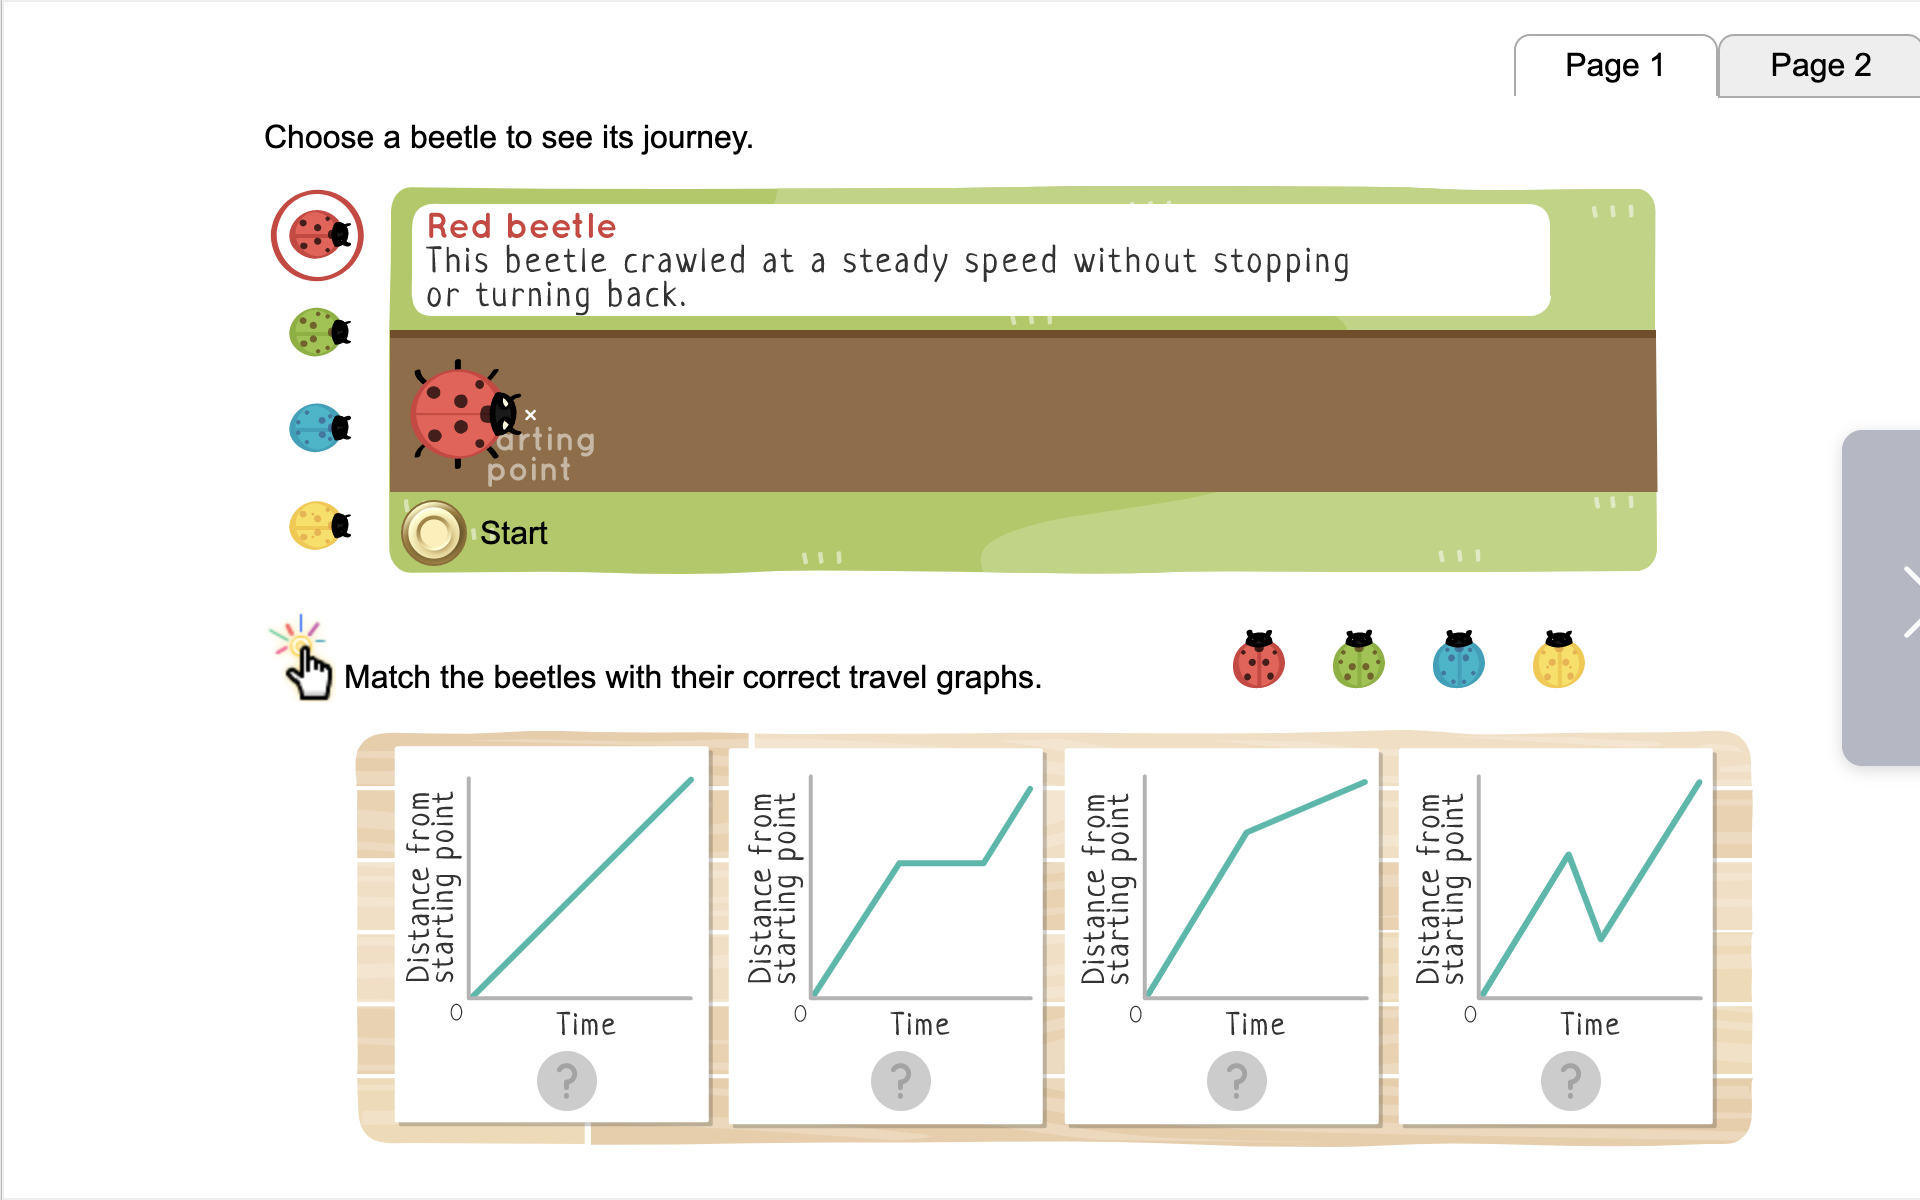 Page 1
Page 2
Choose a beetle to see its journey.
Red beetle
This beetle crawled at a steady speed without stopping
or turning back.
point
Start
Match the beetles with their correct travel graphs.
Distance from
starting point
0
Time
?
Distance from
starting point
0
Time
?
Distance from
starting point
0
Time
?
Distance from
starting point
0
Time
?